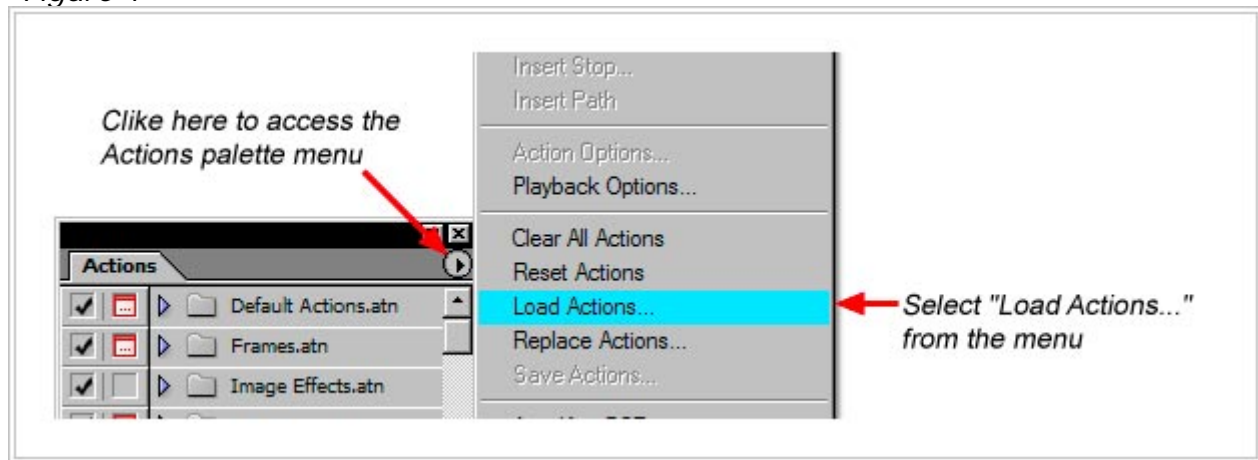 Clike here to access the
Actions palette menu
Actions
Default Actions.atn
Frames.atn
Image Effects.atn
Insert Stop...
Insert Path
Action Options...
Playback Options...
Clear All Actions
Reset Actions
Load Actions...
Replace Actions...
Save Actions...
Select "Load Actions..."
from the menu